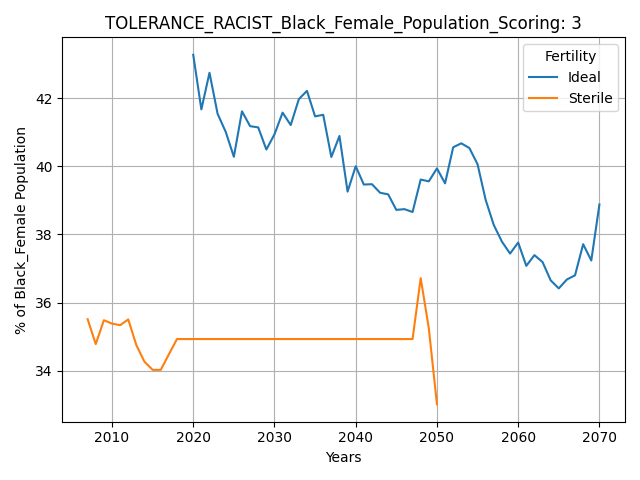 TOLERANCE_RACIST_Black_Female_Population_Scoring: 3
Fertility
Ideal
Sterile
% of Black_Female Population
42
40
38
36
34
2010 2020 2030 2040 2050 2060 2070
Years